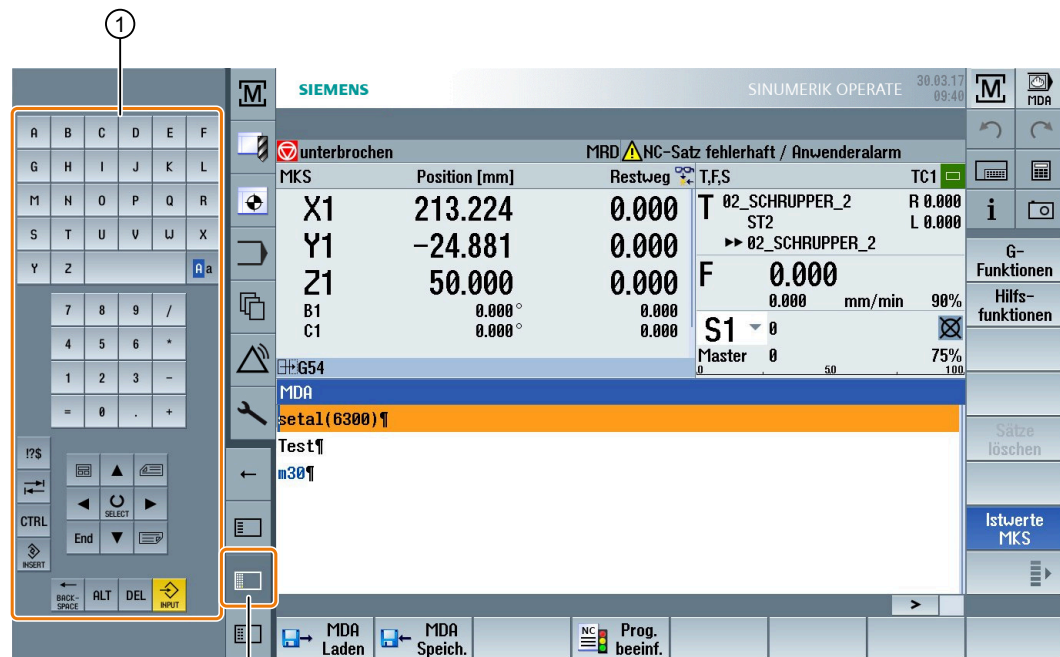 1
SIEMENS
SINUMERIK OPERATE
30.03.17
09:40
M
M
MDA
A B C D E F
G H I J K L
M N O P Q R
S T U V W X
Y Z A a
7 8 9 /
4 5 6 *
1 2 3 -
= 0 . +
!?$
SELECT
CTRL
End
INSERT
BACK-
SPACE
ALT
DEL
INPUT
unterbrochen
MRD NC-Satz fehlerhaft / Anwenderalarm
MKS Position [mm] Restweg
X1 213.224 0.000
Y1 -24.881 0.000
Z1 50.000 0.000
B1 0.000° 0.000
C1 0.000° 0.000
G54
T,F,S TC1
T 02_SCHRUPPER_2 R 0.000
ST2 L 0.000
▸▸ 02_SCHRUPPER_2
F 0.000
0.000 mm/min 90%
S1 0
Master 0 75%
0 50 100
MDA
setal(6300)¶
Test¶
m30¶
>
i
G-
Funktionen
Hilfs-
funktionen
Sätze
löschen
Istwerte
MKS
MDA
Laden
MDA
Speich.
NC
Prog.
beeinf.